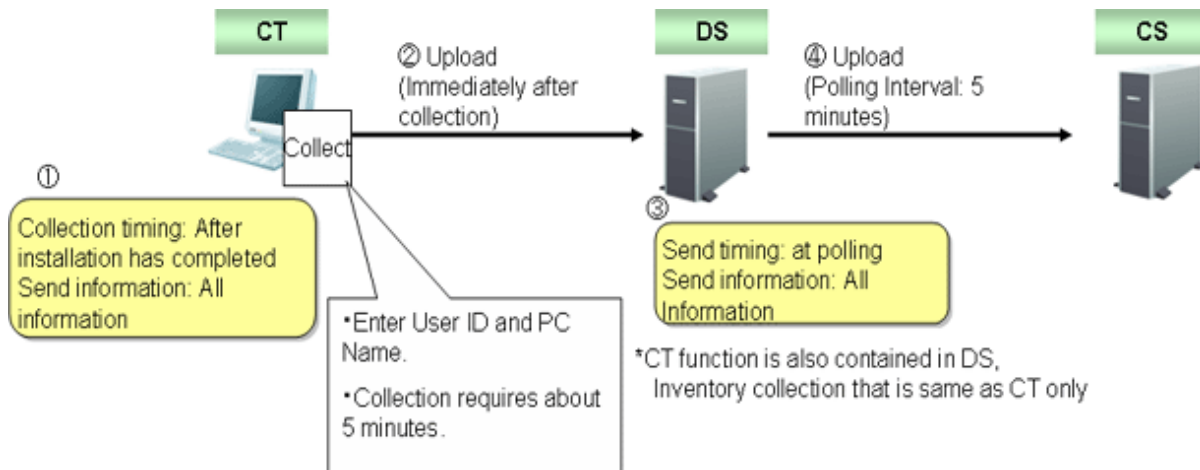 CT
DS
CS
② Upload
(Immediately after
collection)
④ Upload
(Polling Interval: 5
minutes)
Collect
①
Collection timing: After
installation has completed
Send information: All
information
③
Send timing: at polling
Send information: All
Information
•Enter User ID and PC
Name.
•Collection requires about
5 minutes.
*CT function is also contained in DS,
Inventory collection that is same as CT only